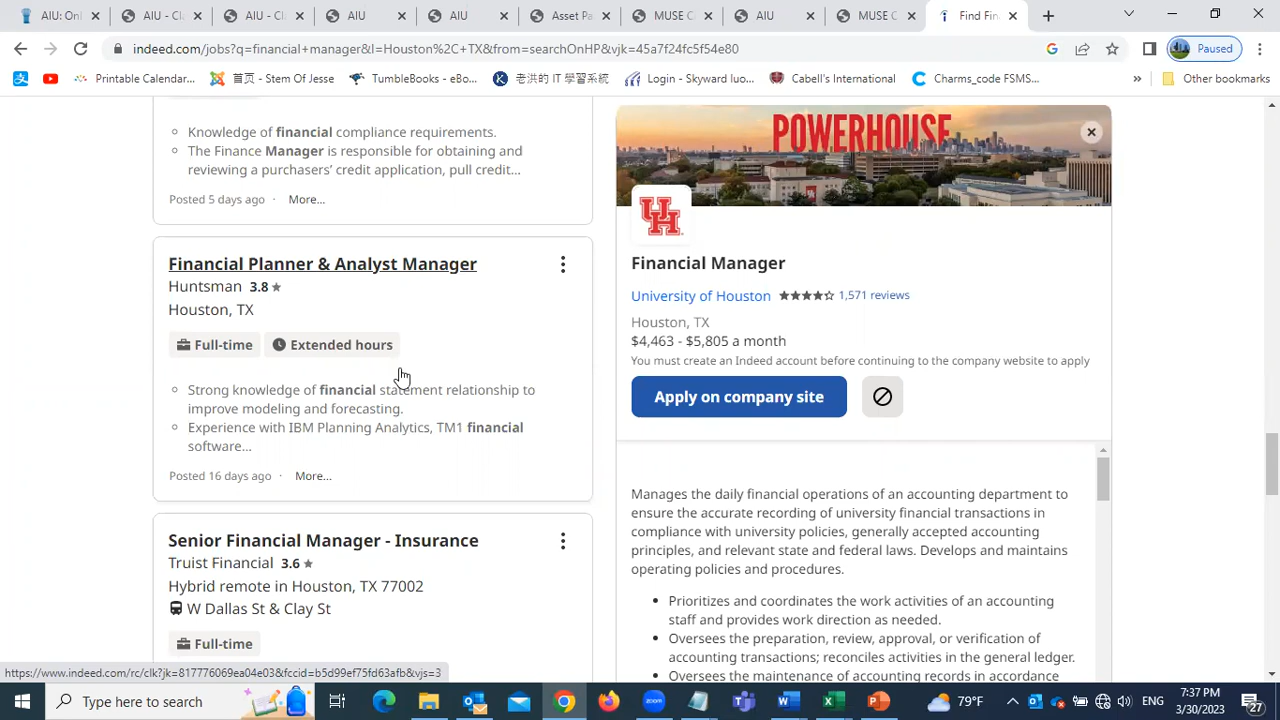 AIU: Onl
AIU - Cla
AIU - Cla
AIU
AIU
Asset Pa
MUSE C
AIU
MUSE C
Find Fin
indeed.com/jobs?q=financial+manager&l=Houston%2C+TX&from=searchOnHP&vjk=45a7f24fc5f54e80
Paused
Printable Calendar...
首页 - Stem Of Jesse
TumbleBooks - eBo...
老洪的 IT 學習系統
Login - Skyward luo...
Cabell's International
Charms_code FSMS...
Other bookmarks
Knowledge of financial compliance requirements.
The Finance Manager is responsible for obtaining and
reviewing a purchasers' credit application, pull credit...
Posted 5 days ago · More...
Financial Planner & Analyst Manager
Huntsman 3.8
Houston, TX
Full-time
Extended hours
Strong knowledge of financial statement relationship to
improve modeling and forecasting.
Experience with IBM Planning Analytics, TM1 financial
software...
Posted 16 days ago · More...
Senior Financial Manager - Insurance
Truist Financial 3.6
Hybrid remote in Houston, TX 77002
W Dallas St & Clay St
Full-time
POWERHOUSE
UH
Financial Manager
University of Houston 1,571 reviews
Houston, TX
$4,463 - $5,805 a month
You must create an Indeed account before continuing to the company website to apply
Apply on company site
Manages the daily financial operations of an accounting department to
ensure the accurate recording of university financial transactions in
compliance with university policies, generally accepted accounting
principles, and relevant state and federal laws. Develops and maintains
operating policies and procedures.
Prioritizes and coordinates the work activities of an accounting
staff and provides work direction as needed.
Oversees the preparation, review, approval, or verification of
accounting transactions; reconciles activities in the general ledger.
Oversees the maintenance of accounting records in accordance
https://www.indeed.com/rc/clk?jk=817776069ea04e03&fccid=b5d99ef75fd63afb&vjs=3
Type here to search
79°F
ENG
7:37 PM
3/30/2023
27